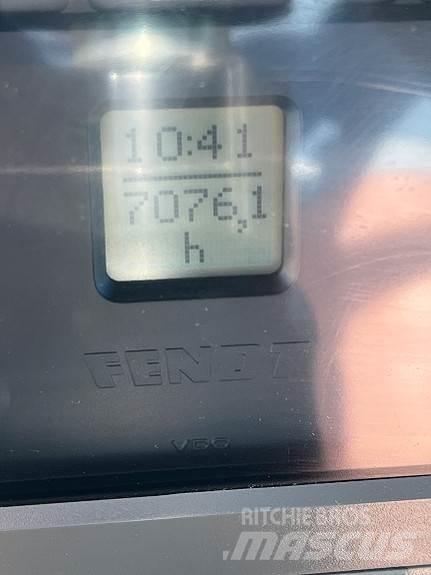 10:41
7076,1
h
FENDT
VDO
RITCHIE BROS.
MASCUS